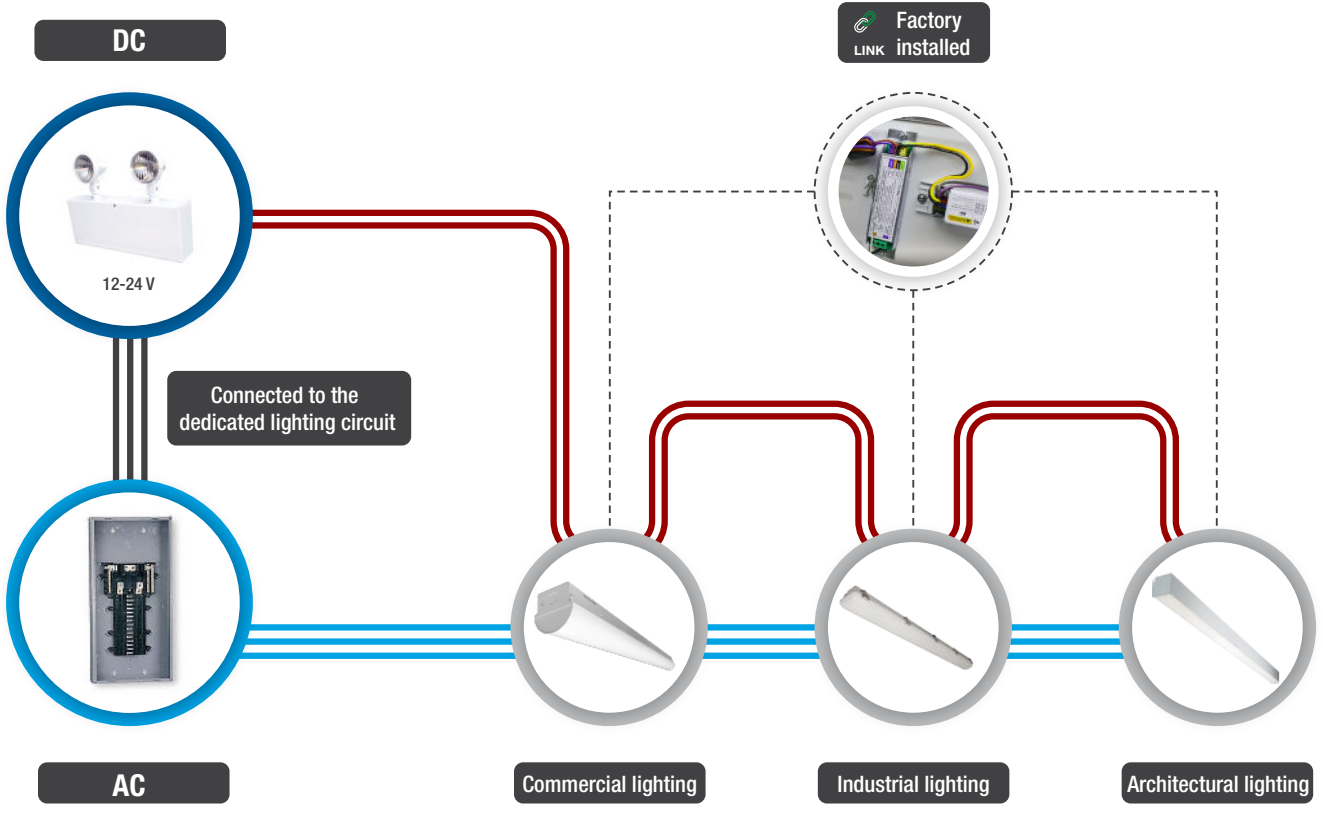 DC
Factory
LINK installed
12-24 V
Connected to the
dedicated lighting circuit
AC
Commercial lighting
Industrial lighting
Architectural lighting